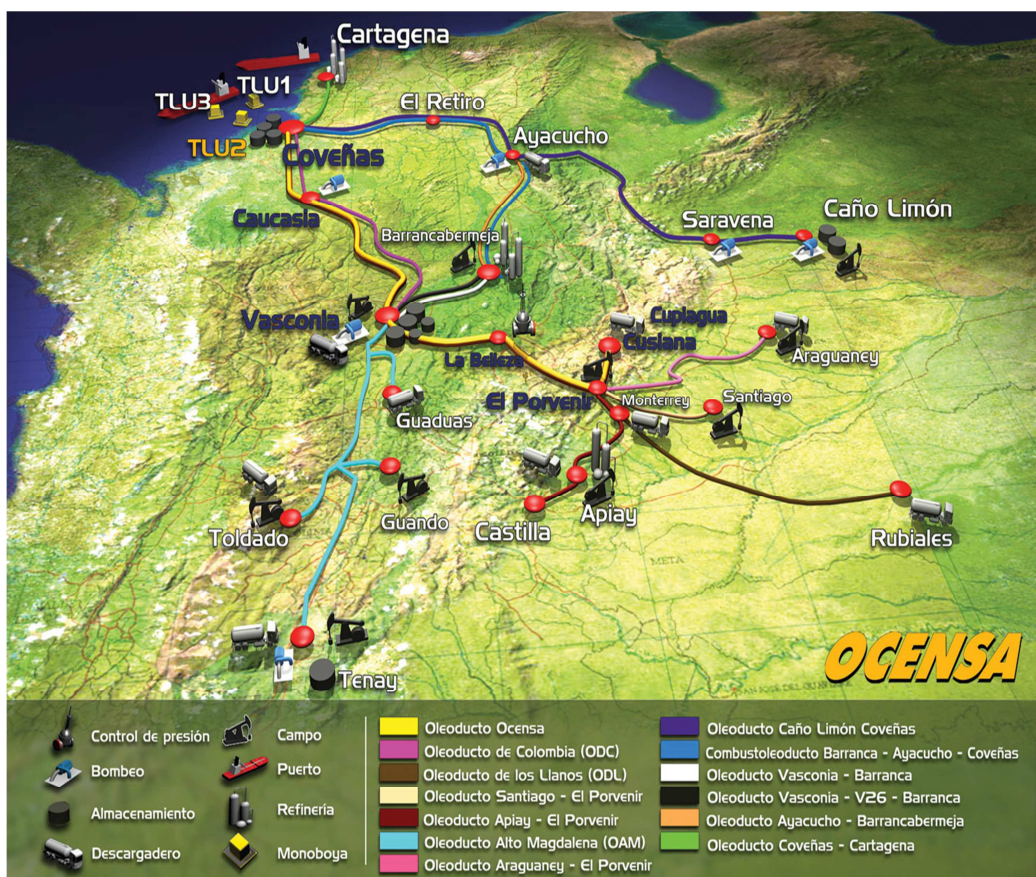 Cartagena
TLU1
TLU3
El Retiro
TLU2
Ayacucho
Coveñas
Caucasia
Saravena
Caño Limón
Barrancabermeja
Vasconia
Cupiagua
Cusiana
La Belleza
Araguaney
El Porvenir
Monterrey
Santiago
Guaduas
Toldado
Guando
Castilla
Apiay
Rubiales
META
Tenay
OCENSA
Control de presión
Campo
Bombeo
Puerto
Almacenamiento
Refinería
Descargadero
Monoboya
Oleoducto Ocensa
Oleoducto de Colombia (ODC)
Oleoducto de los Llanos (ODL)
Oleoducto Santiago - El Porvenir
Oleoducto Apiay - El Porvenir
Oleoducto Alto Magdalena (OAM)
Oleoducto Araguaney - El Porvenir
Oleoducto Caño Limón Coveñas
Combustoleoducto Barranca - Ayacucho - Coveñas
Oleoducto Vasconia - Barranca
Oleoducto Vasconia - V26 - Barranca
Oleoducto Ayacucho - Barrancabermeja
Oleoducto Coveñas - Cartagena